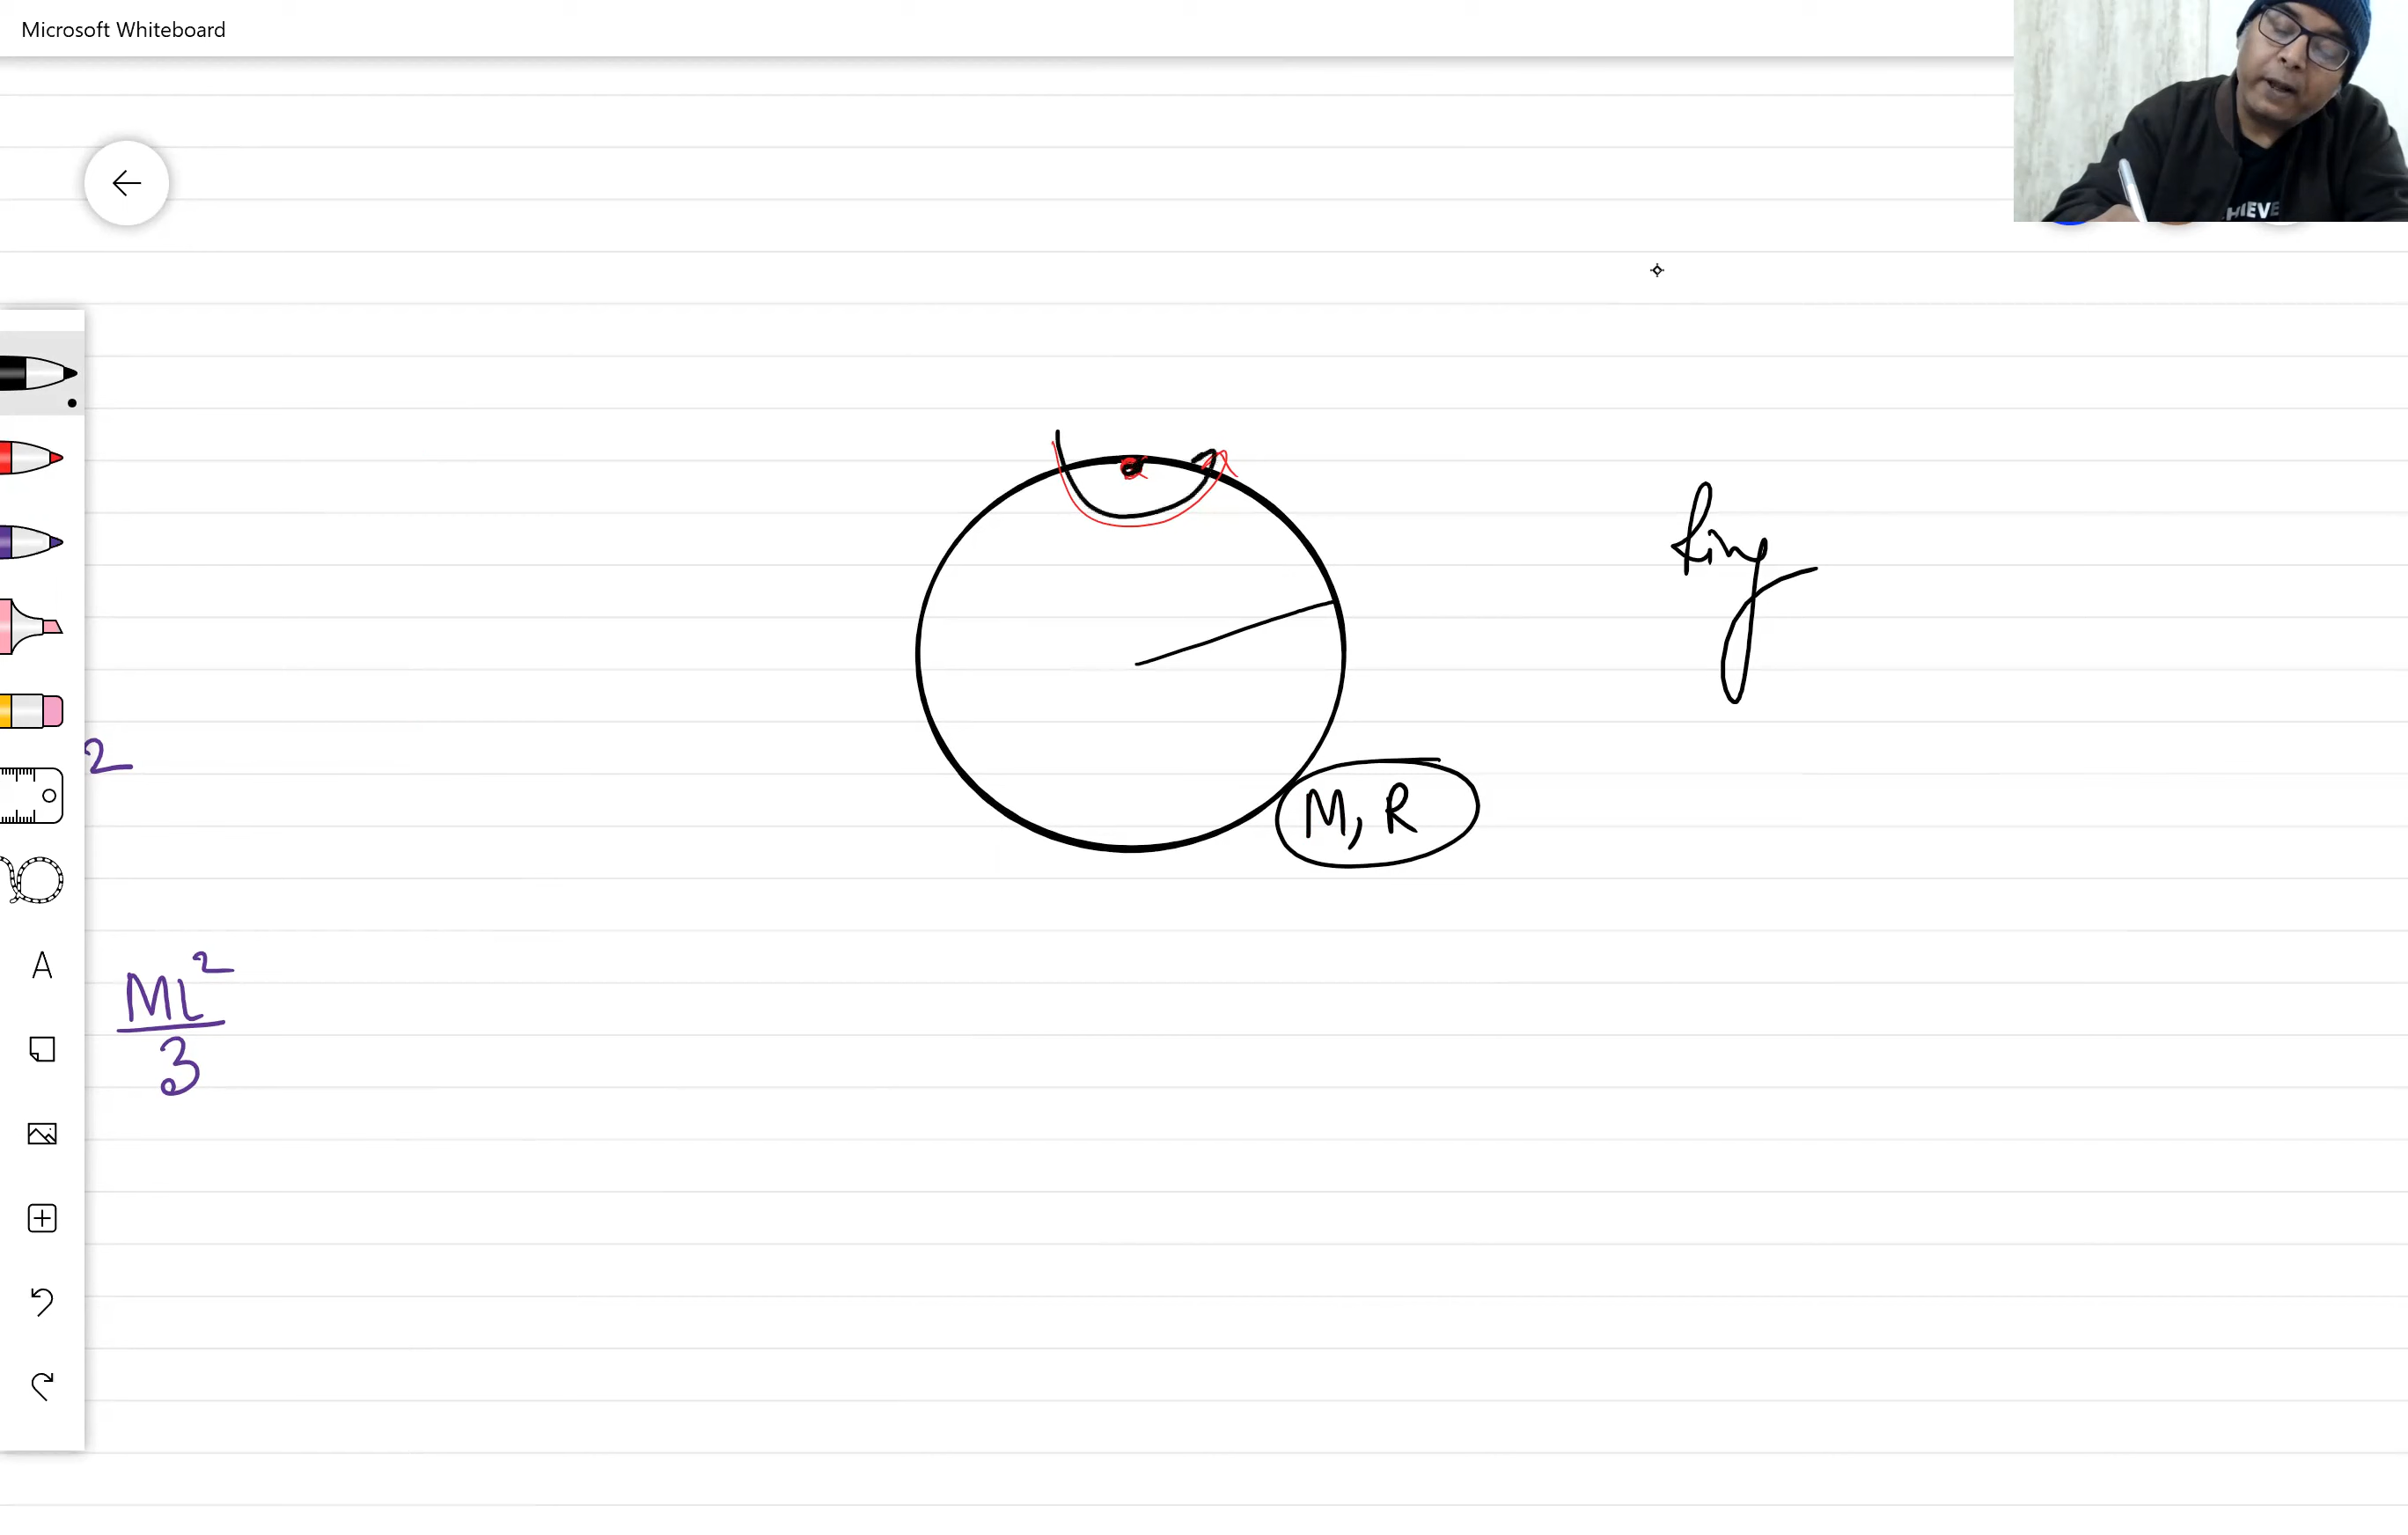 Microsoft Whiteboard
HIEVE
Ring
M, R
2
ML²
3
A